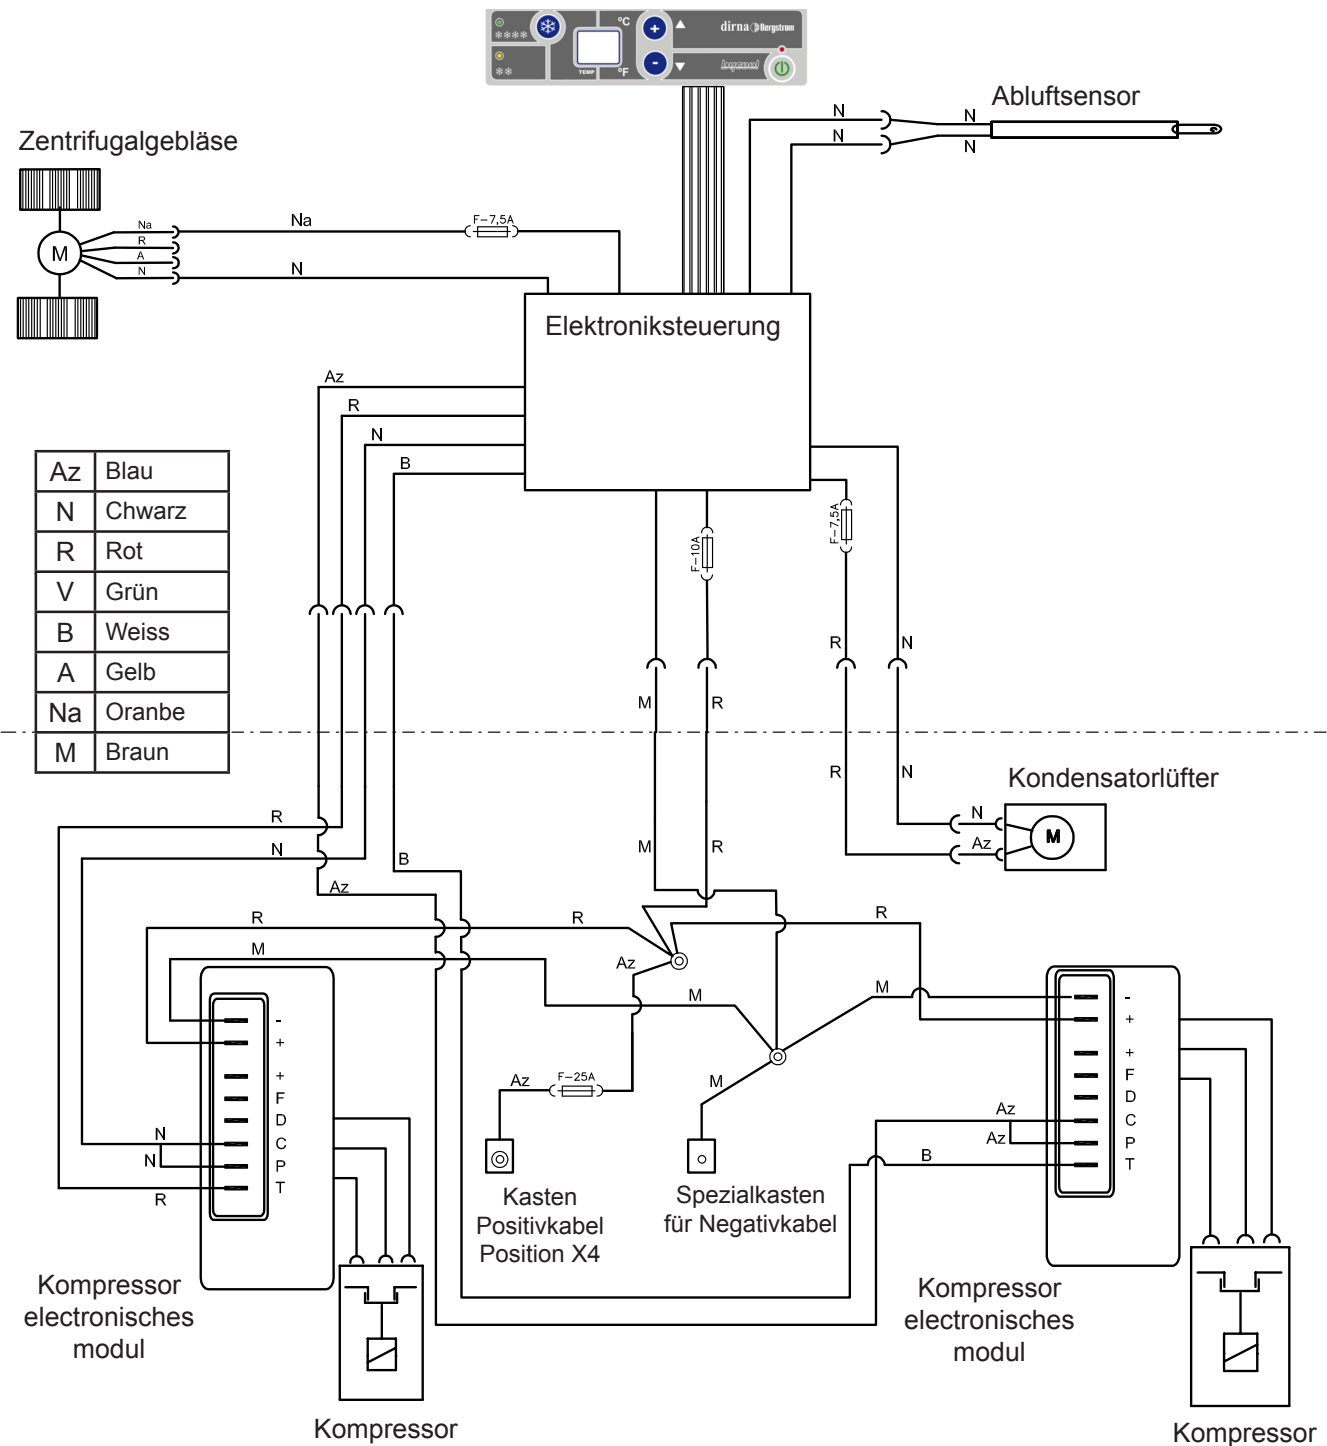 °C
dirna Bergstrom
+
-
TEMP
°F
bycool
Abluftsensor
N
N
N
N
Zentrifugalgebläse
Na
R
A
N
M
Na
F-7,5A
N
Elektroniksteuerung
Az
R
N
B
Az Blau
N Chwarz
R Rot
V Grün
B Weiss
A Gelb
Na Oranbe
M Braun
F-10A
F-7,5A
R
N
M
R
R
N
Kondensatorlüfter
N
Az
M
R
N
M
R
B
Az
R
R
R
M
Az
M
M
-
+
+
F
D
C
P
T
N
N
R
Az
F-25A
M
-
+
+
F
D
C
P
T
Az
Az
B
Kasten
Positivkabel
Position X4
Spezialkasten
für Negativkabel
Kompressor
electronisches
modul
Kompressor
electronisches
modul
Kompressor
Kompressor